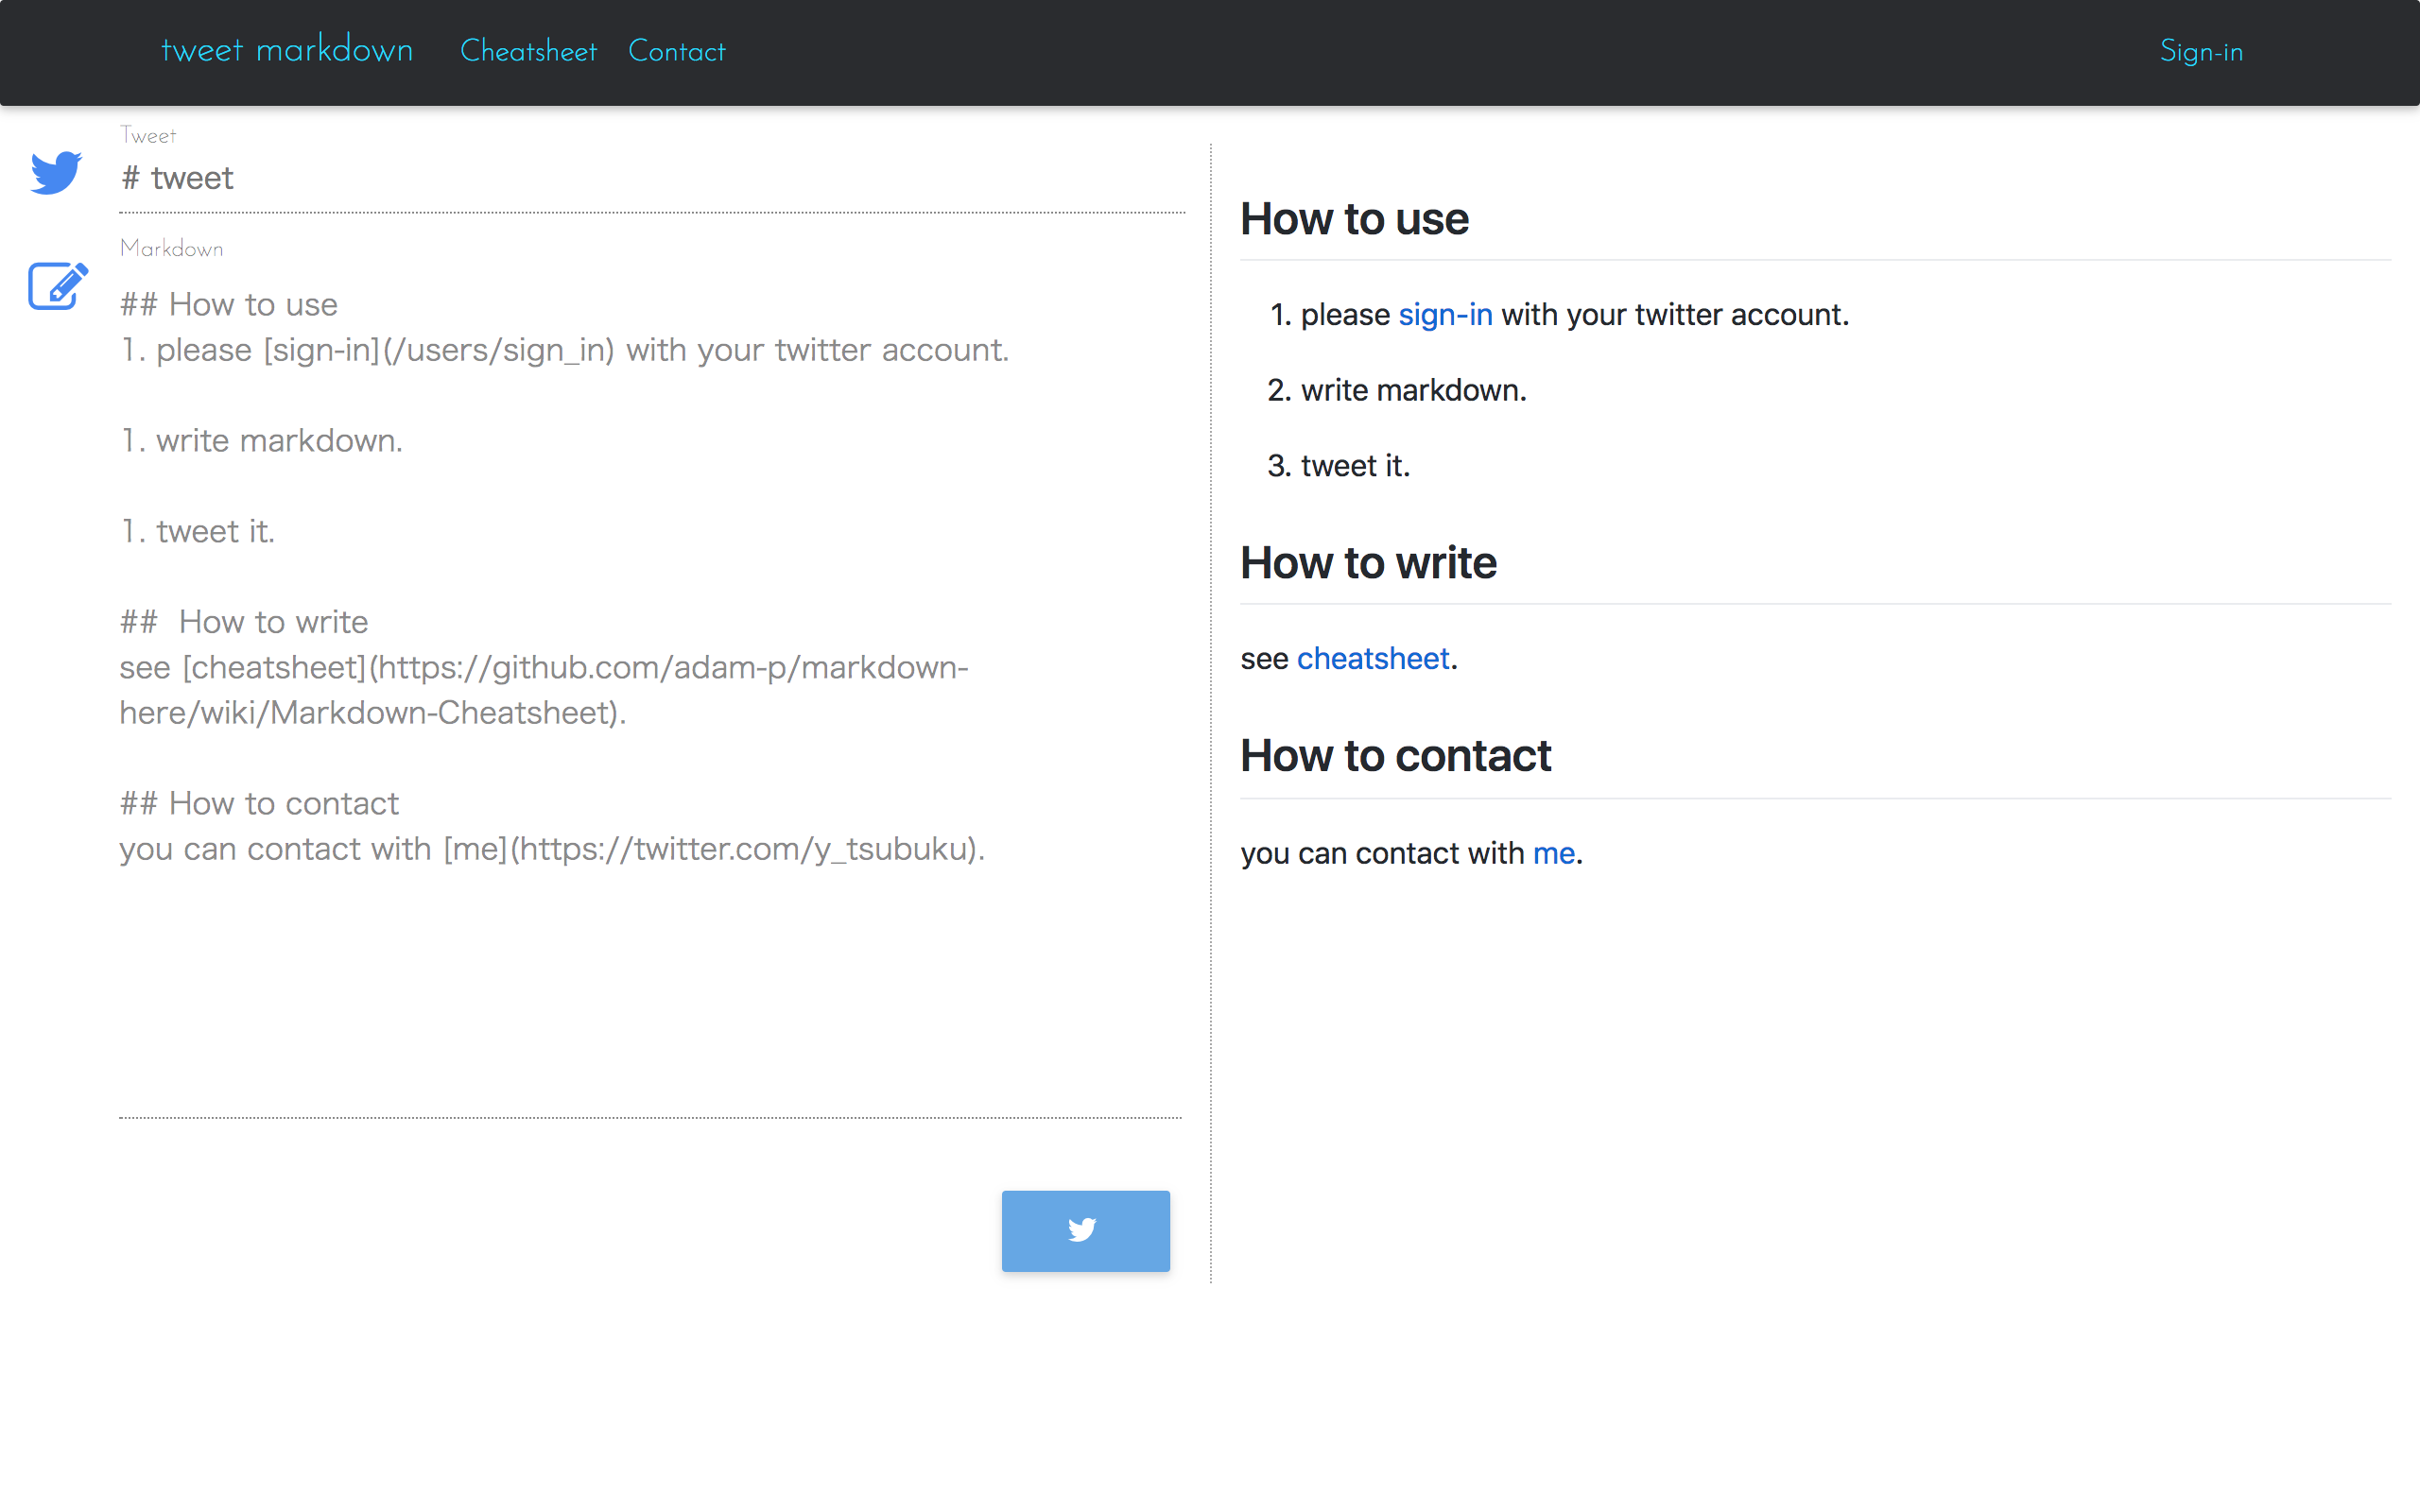 tweet markdown Cheatsheet Contact Sign-in
Tweet
# tweet
Markdown
## How to use
1. please [sign-in](/users/sign_in) with your twitter account.
1. write markdown.
1. tweet it.
##  How to write
see [cheatsheet](https://github.com/adam-p/markdown-
here/wiki/Markdown-Cheatsheet).
## How to contact
you can contact with [me](https://twitter.com/y_tsubuku).
How to use
1. please sign-in with your twitter account.
2. write markdown.
3. tweet it.
How to write
see cheatsheet.
How to contact
you can contact with me.